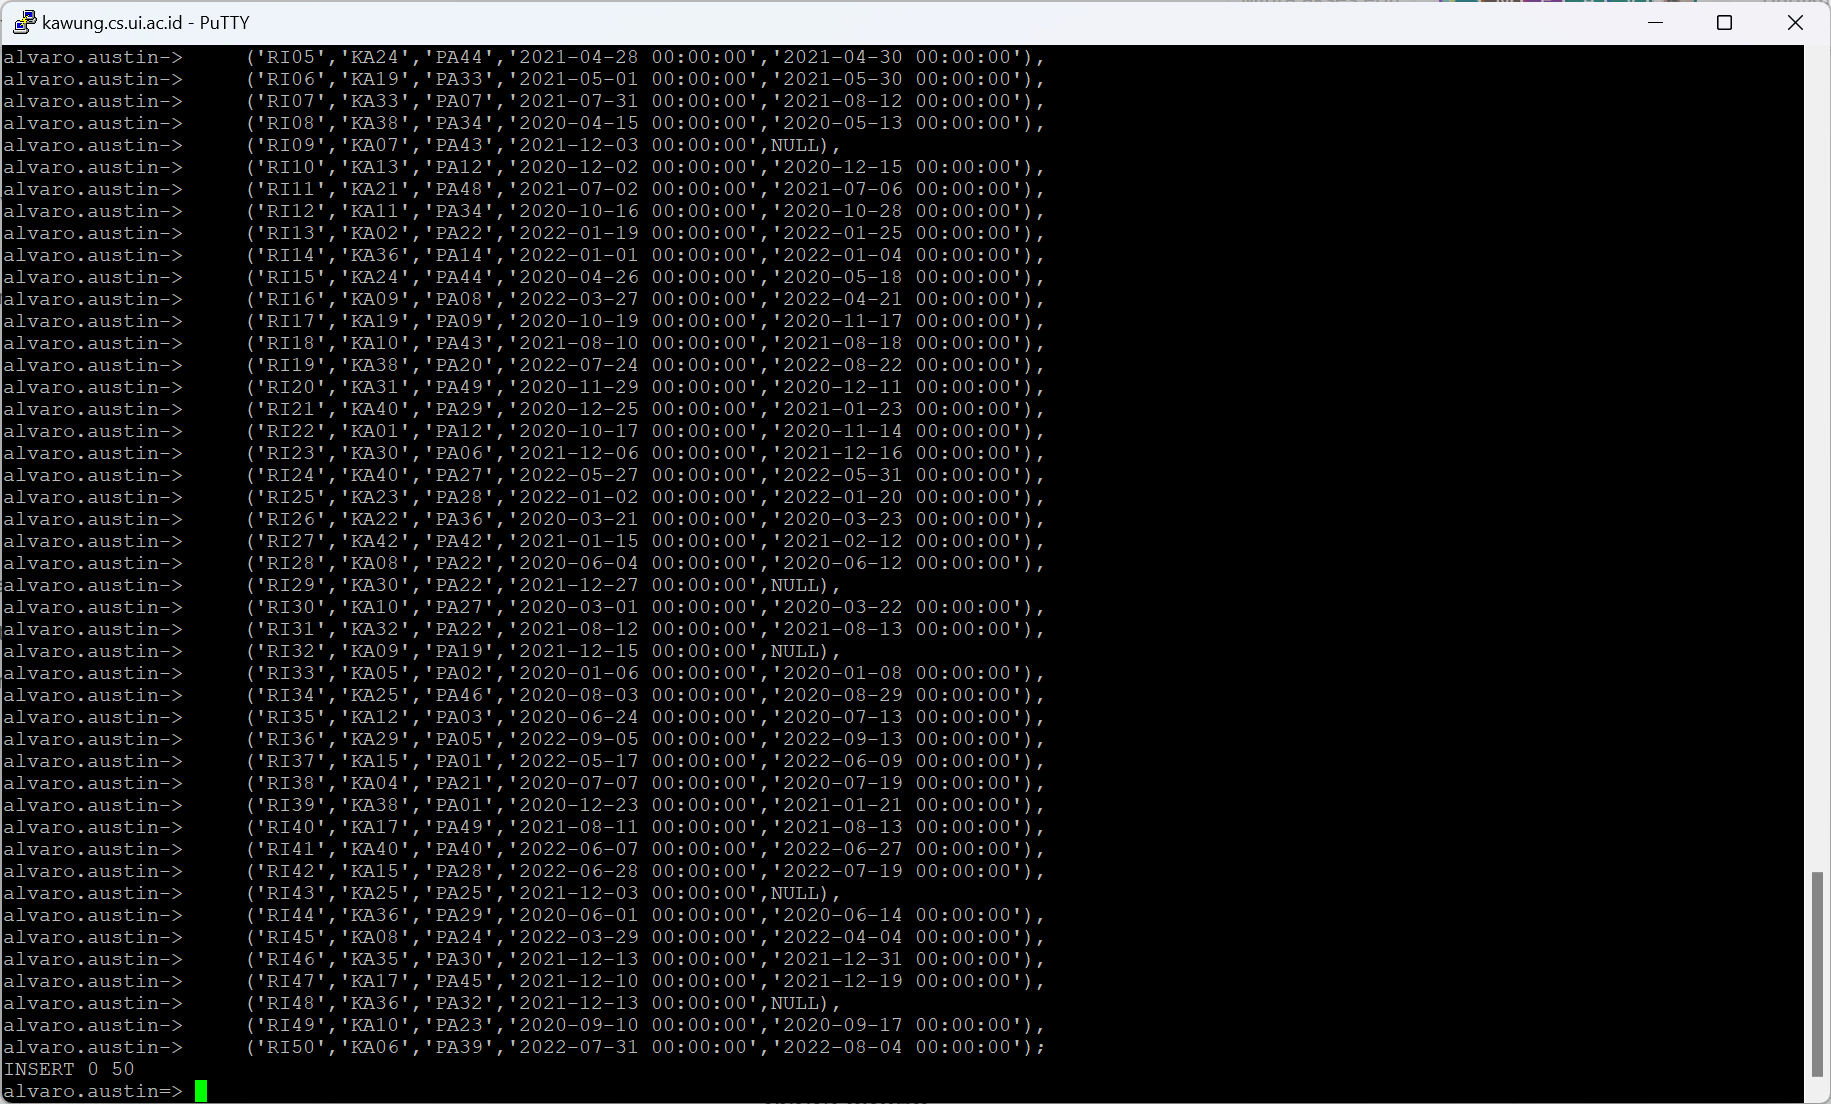 kawung.cs.ui.ac.id - PuTTY
alvaro.austin-> ('RI05','KA24','PA44','2021-04-28 00:00:00','2021-04-30 00:00:00'),
alvaro.austin-> ('RI06','KA19','PA33','2021-05-01 00:00:00','2021-05-30 00:00:00'),
alvaro.austin-> ('RI07','KA33','PA07','2021-07-31 00:00:00','2021-08-12 00:00:00'),
alvaro.austin-> ('RI08','KA38','PA34','2020-04-15 00:00:00','2020-05-13 00:00:00'),
alvaro.austin-> ('RI09','KA07','PA43','2021-12-03 00:00:00',NULL),
alvaro.austin-> ('RI10','KA13','PA12','2020-12-02 00:00:00','2020-12-15 00:00:00'),
alvaro.austin-> ('RI11','KA21','PA48','2021-07-02 00:00:00','2021-07-06 00:00:00'),
alvaro.austin-> ('RI12','KA11','PA34','2020-10-16 00:00:00','2020-10-28 00:00:00'),
alvaro.austin-> ('RI13','KA02','PA22','2022-01-19 00:00:00','2022-01-25 00:00:00'),
alvaro.austin-> ('RI14','KA36','PA14','2022-01-01 00:00:00','2022-01-04 00:00:00'),
alvaro.austin-> ('RI15','KA24','PA44','2020-04-26 00:00:00','2020-05-18 00:00:00'),
alvaro.austin-> ('RI16','KA09','PA08','2022-03-27 00:00:00','2022-04-21 00:00:00'),
alvaro.austin-> ('RI17','KA19','PA09','2020-10-19 00:00:00','2020-11-17 00:00:00'),
alvaro.austin-> ('RI18','KA10','PA43','2021-08-10 00:00:00','2021-08-18 00:00:00'),
alvaro.austin-> ('RI19','KA38','PA20','2022-07-24 00:00:00','2022-08-22 00:00:00'),
alvaro.austin-> ('RI20','KA31','PA49','2020-11-29 00:00:00','2020-12-11 00:00:00'),
alvaro.austin-> ('RI21','KA40','PA29','2020-12-25 00:00:00','2021-01-23 00:00:00'),
alvaro.austin-> ('RI22','KA01','PA12','2020-10-17 00:00:00','2020-11-14 00:00:00'),
alvaro.austin-> ('RI23','KA30','PA06','2021-12-06 00:00:00','2021-12-16 00:00:00'),
alvaro.austin-> ('RI24','KA40','PA27','2022-05-27 00:00:00','2022-05-31 00:00:00'),
alvaro.austin-> ('RI25','KA23','PA28','2022-01-02 00:00:00','2022-01-20 00:00:00'),
alvaro.austin-> ('RI26','KA22','PA36','2020-03-21 00:00:00','2020-03-23 00:00:00'),
alvaro.austin-> ('RI27','KA42','PA42','2021-01-15 00:00:00','2021-02-12 00:00:00'),
alvaro.austin-> ('RI28','KA08','PA22','2020-06-04 00:00:00','2020-06-12 00:00:00'),
alvaro.austin-> ('RI29','KA30','PA22','2021-12-27 00:00:00',NULL),
alvaro.austin-> ('RI30','KA10','PA27','2020-03-01 00:00:00','2020-03-22 00:00:00'),
alvaro.austin-> ('RI31','KA32','PA22','2021-08-12 00:00:00','2021-08-13 00:00:00'),
alvaro.austin-> ('RI32','KA09','PA19','2021-12-15 00:00:00',NULL),
alvaro.austin-> ('RI33','KA05','PA02','2020-01-06 00:00:00','2020-01-08 00:00:00'),
alvaro.austin-> ('RI34','KA25','PA46','2020-08-03 00:00:00','2020-08-29 00:00:00'),
alvaro.austin-> ('RI35','KA12','PA03','2020-06-24 00:00:00','2020-07-13 00:00:00'),
alvaro.austin-> ('RI36','KA29','PA05','2022-09-05 00:00:00','2022-09-13 00:00:00'),
alvaro.austin-> ('RI37','KA15','PA01','2022-05-17 00:00:00','2022-06-09 00:00:00'),
alvaro.austin-> ('RI38','KA04','PA21','2020-07-07 00:00:00','2020-07-19 00:00:00'),
alvaro.austin-> ('RI39','KA38','PA01','2020-12-23 00:00:00','2021-01-21 00:00:00'),
alvaro.austin-> ('RI40','KA17','PA49','2021-08-11 00:00:00','2021-08-13 00:00:00'),
alvaro.austin-> ('RI41','KA40','PA40','2022-06-07 00:00:00','2022-06-27 00:00:00'),
alvaro.austin-> ('RI42','KA15','PA28','2022-06-28 00:00:00','2022-07-19 00:00:00'),
alvaro.austin-> ('RI43','KA25','PA25','2021-12-03 00:00:00',NULL),
alvaro.austin-> ('RI44','KA36','PA29','2020-06-01 00:00:00','2020-06-14 00:00:00'),
alvaro.austin-> ('RI45','KA08','PA24','2022-03-29 00:00:00','2022-04-04 00:00:00'),
alvaro.austin-> ('RI46','KA35','PA30','2021-12-13 00:00:00','2021-12-31 00:00:00'),
alvaro.austin-> ('RI47','KA17','PA45','2021-12-10 00:00:00','2021-12-19 00:00:00'),
alvaro.austin-> ('RI48','KA36','PA32','2021-12-13 00:00:00',NULL),
alvaro.austin-> ('RI49','KA10','PA23','2020-09-10 00:00:00','2020-09-17 00:00:00'),
alvaro.austin-> ('RI50','KA06','PA39','2022-07-31 00:00:00','2022-08-04 00:00:00');
INSERT 0 50
alvaro.austin=>